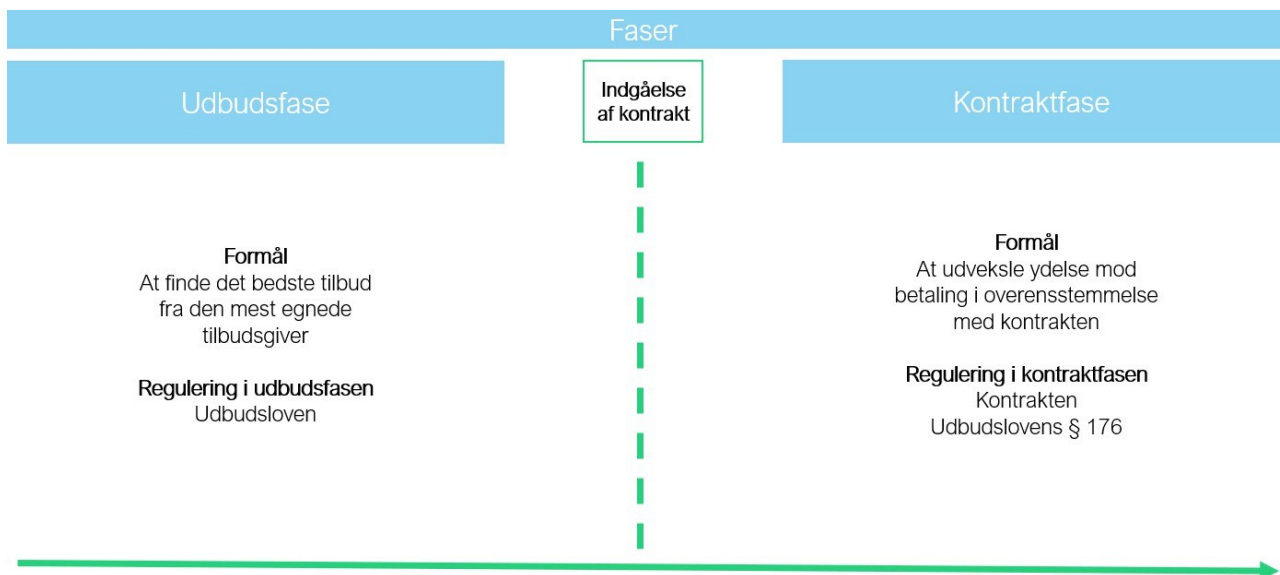 Faser
Udbudsfase
Indgåelse
af kontrakt
Kontraktfase
Formål
At finde det bedste tilbud
fra den mest egnede
tilbudsgiver
Regulering i udbudsfasen
Udbudsloven
Formål
At udveksle ydelse mod
betaling i overensstemmelse
med kontrakten
Regulering i kontraktfasen
Kontrakten
Udbudslovens § 176